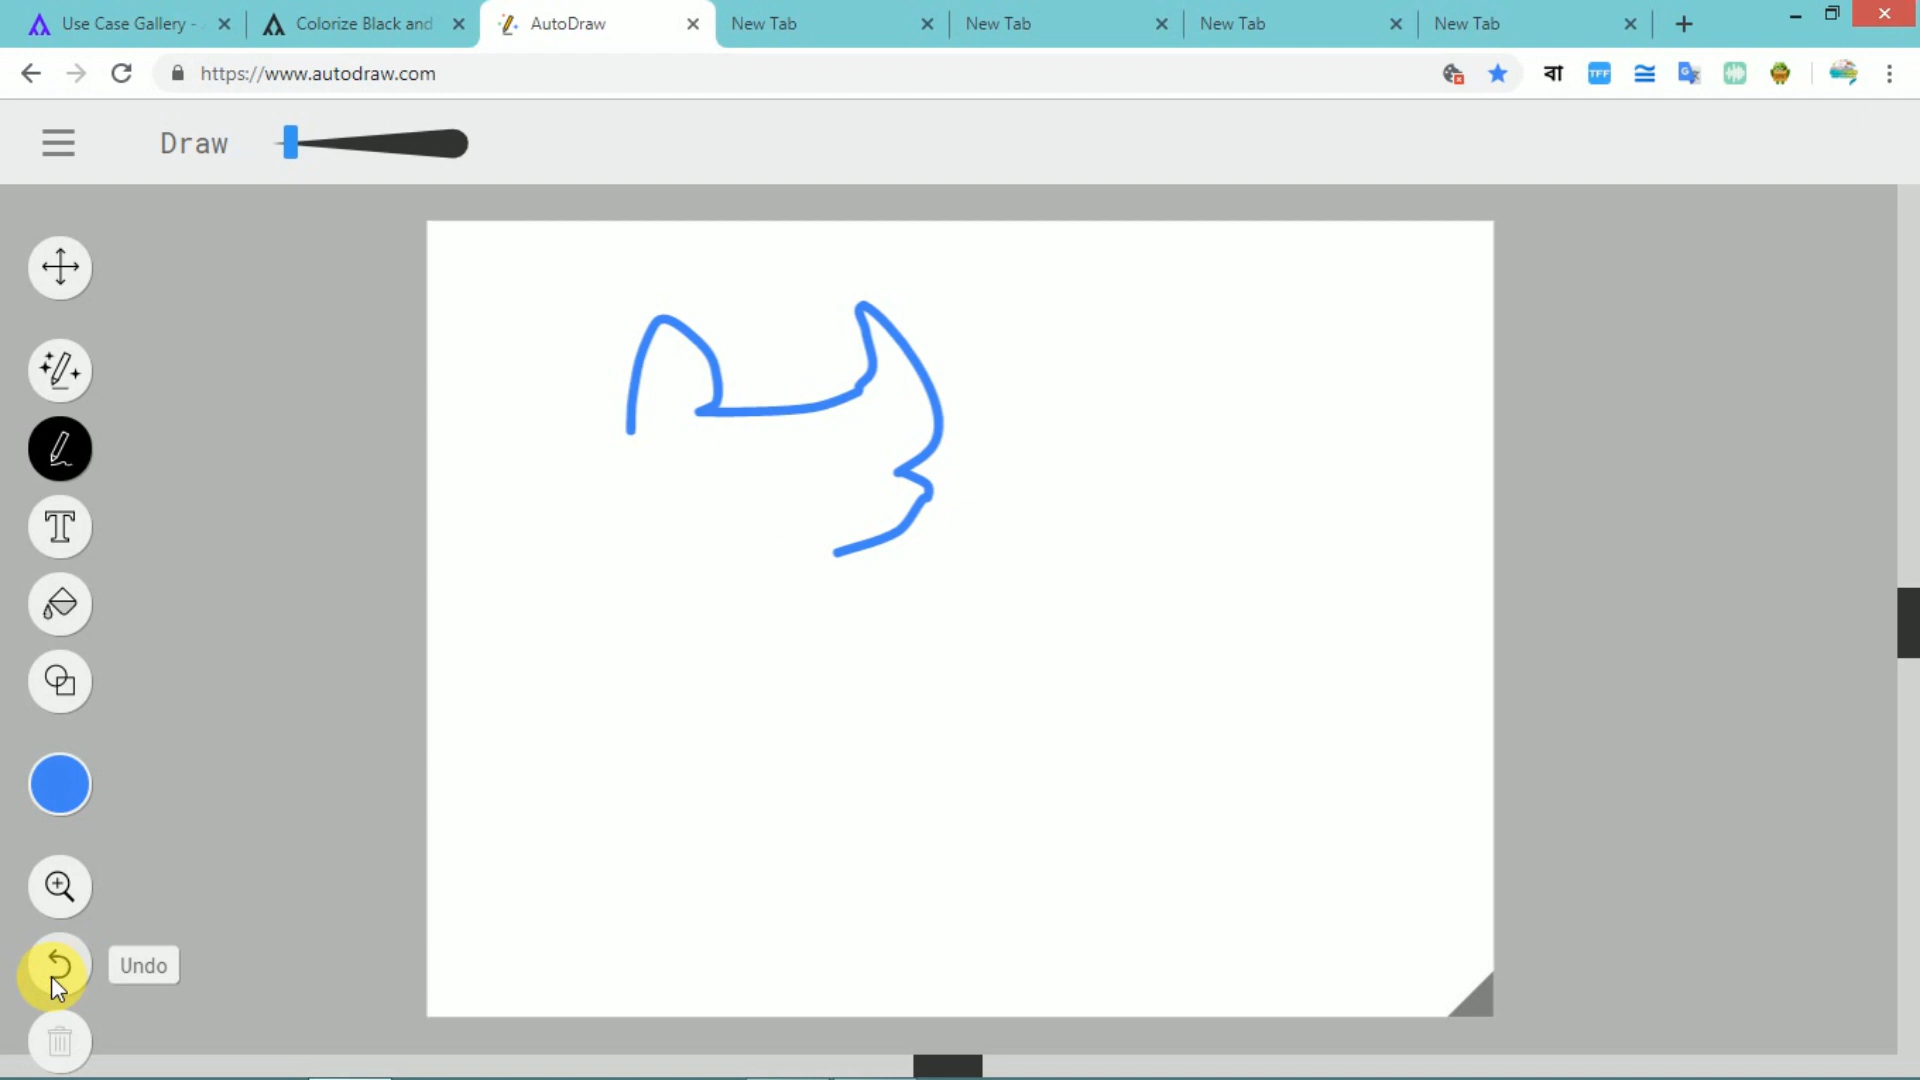 Use Case Gallery -
Colorize Black and
AutoDraw
New Tab
New Tab
New Tab
New Tab
https://www.autodraw.com
বা
TFF
G
Draw
T
Undo